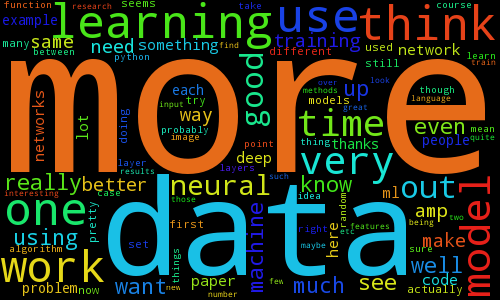 function research seems take course
example learning use think
many same need something training different used network learn
between python find still train
more
networks lot each try way good models up though language
doing probably input image time over methods look great even mean quite
thanks people
layer point deep thing very
results layers such
really better neural know out model
interesting case those idea ml
one pretty using set first machine random etc features amp being two
algorithm data right here make
work things paper maybe see well sure
problem now want new much code
number few actually